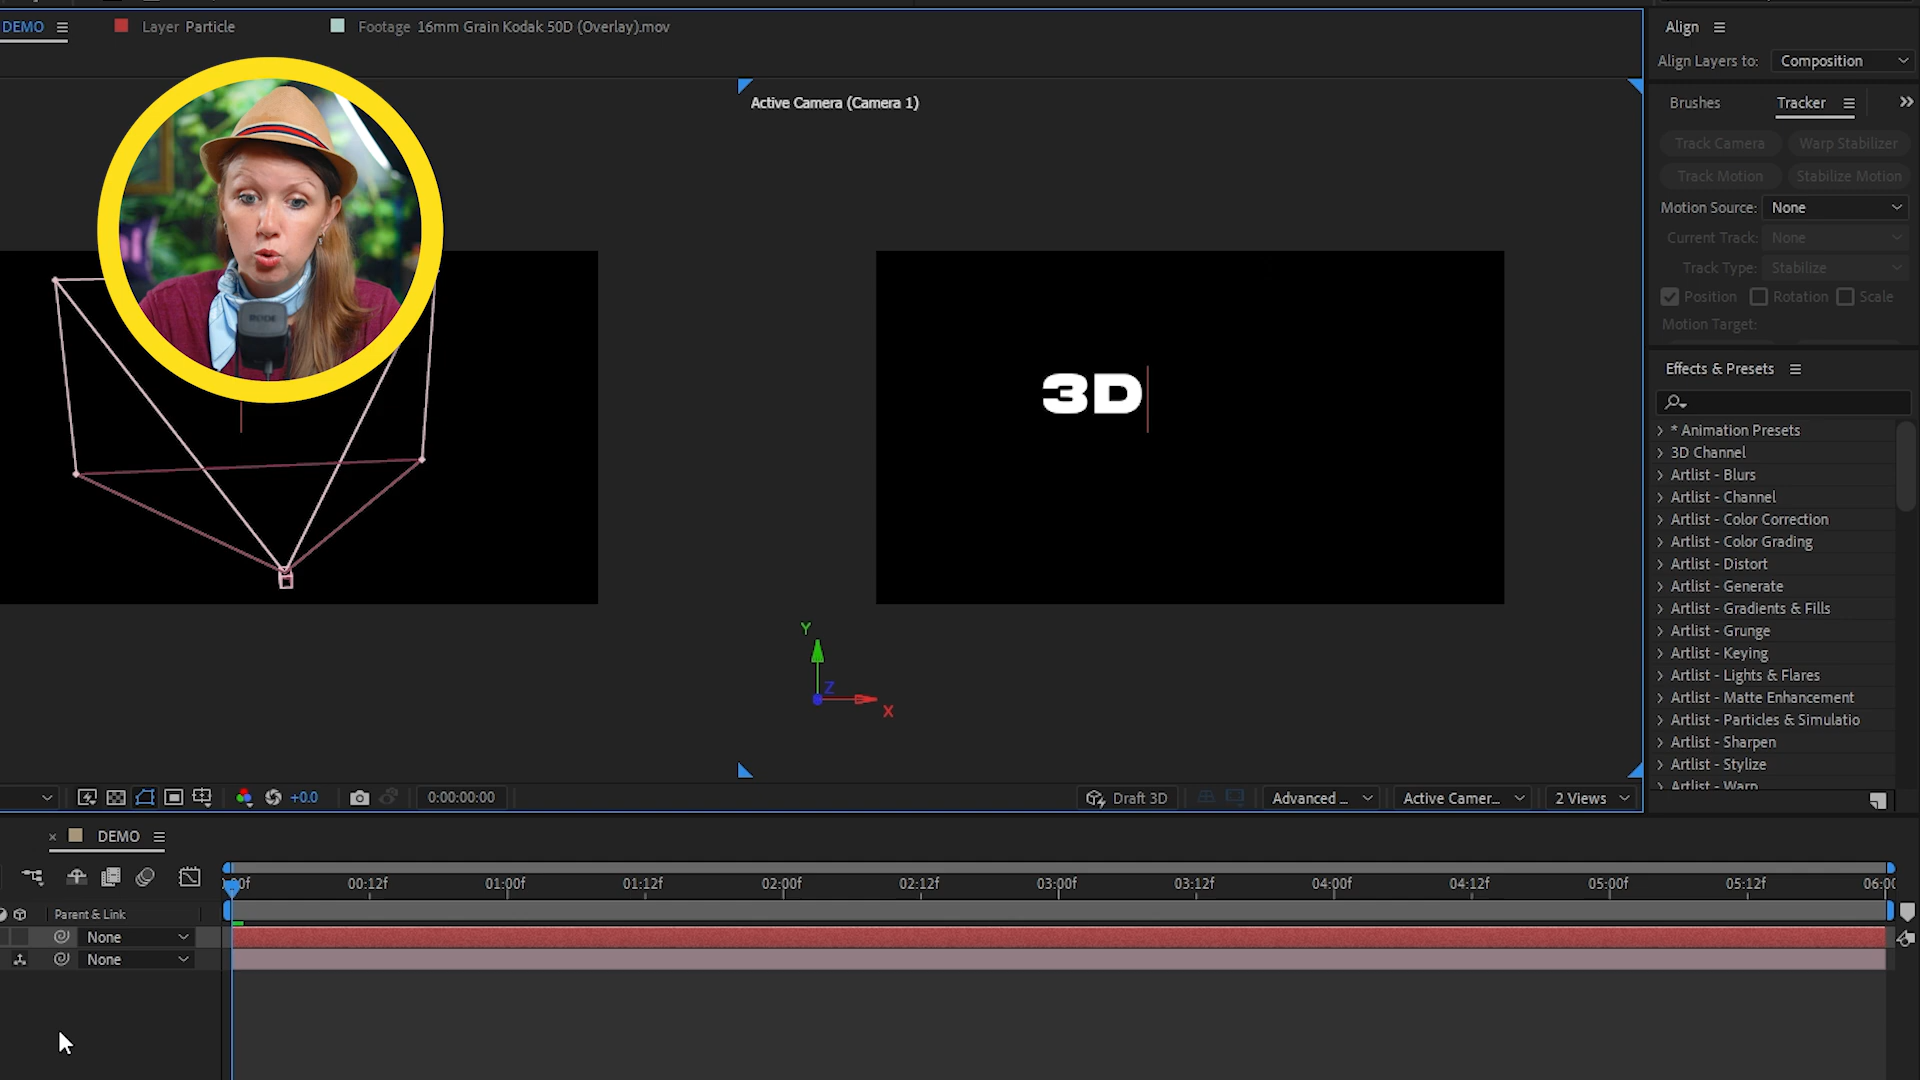 DEMO
Layer Particle
Footage 16mm Grain Kodak 50D (Overlay).mov
Active Camera (Camera 1)
RODE
3D
Y
Z
X
+0.0
0:00:00:00
Draft 3D
Advanced ...
Active Camer...
2 Views
Align
Align Layers to: Composition
Brushes
Tracker
Track Camera
Warp Stabilizer
Track Motion
Stabilize Motion
Motion Source: None
Current Track: None
Track Type: Stabilize
Position
Rotation
Scale
Motion Target:
Effects & Presets
* Animation Presets
3D Channel
Artlist - Blurs
Artlist - Channel
Artlist - Color Correction
Artlist - Color Grading
Artlist - Distort
Artlist - Generate
Artlist - Gradients & Fills
Artlist - Grunge
Artlist - Keying
Artlist - Lights & Flares
Artlist - Matte Enhancement
Artlist - Particles & Simulatio
Artlist - Sharpen
Artlist - Stylize
Artlist - Warp
DEMO
00f 00:12f 01:00f 01:12f 02:00f 02:12f 03:00f 03:12f 04:00f 04:12f 05:00f 05:12f 06:00
Parent & Link
None
None